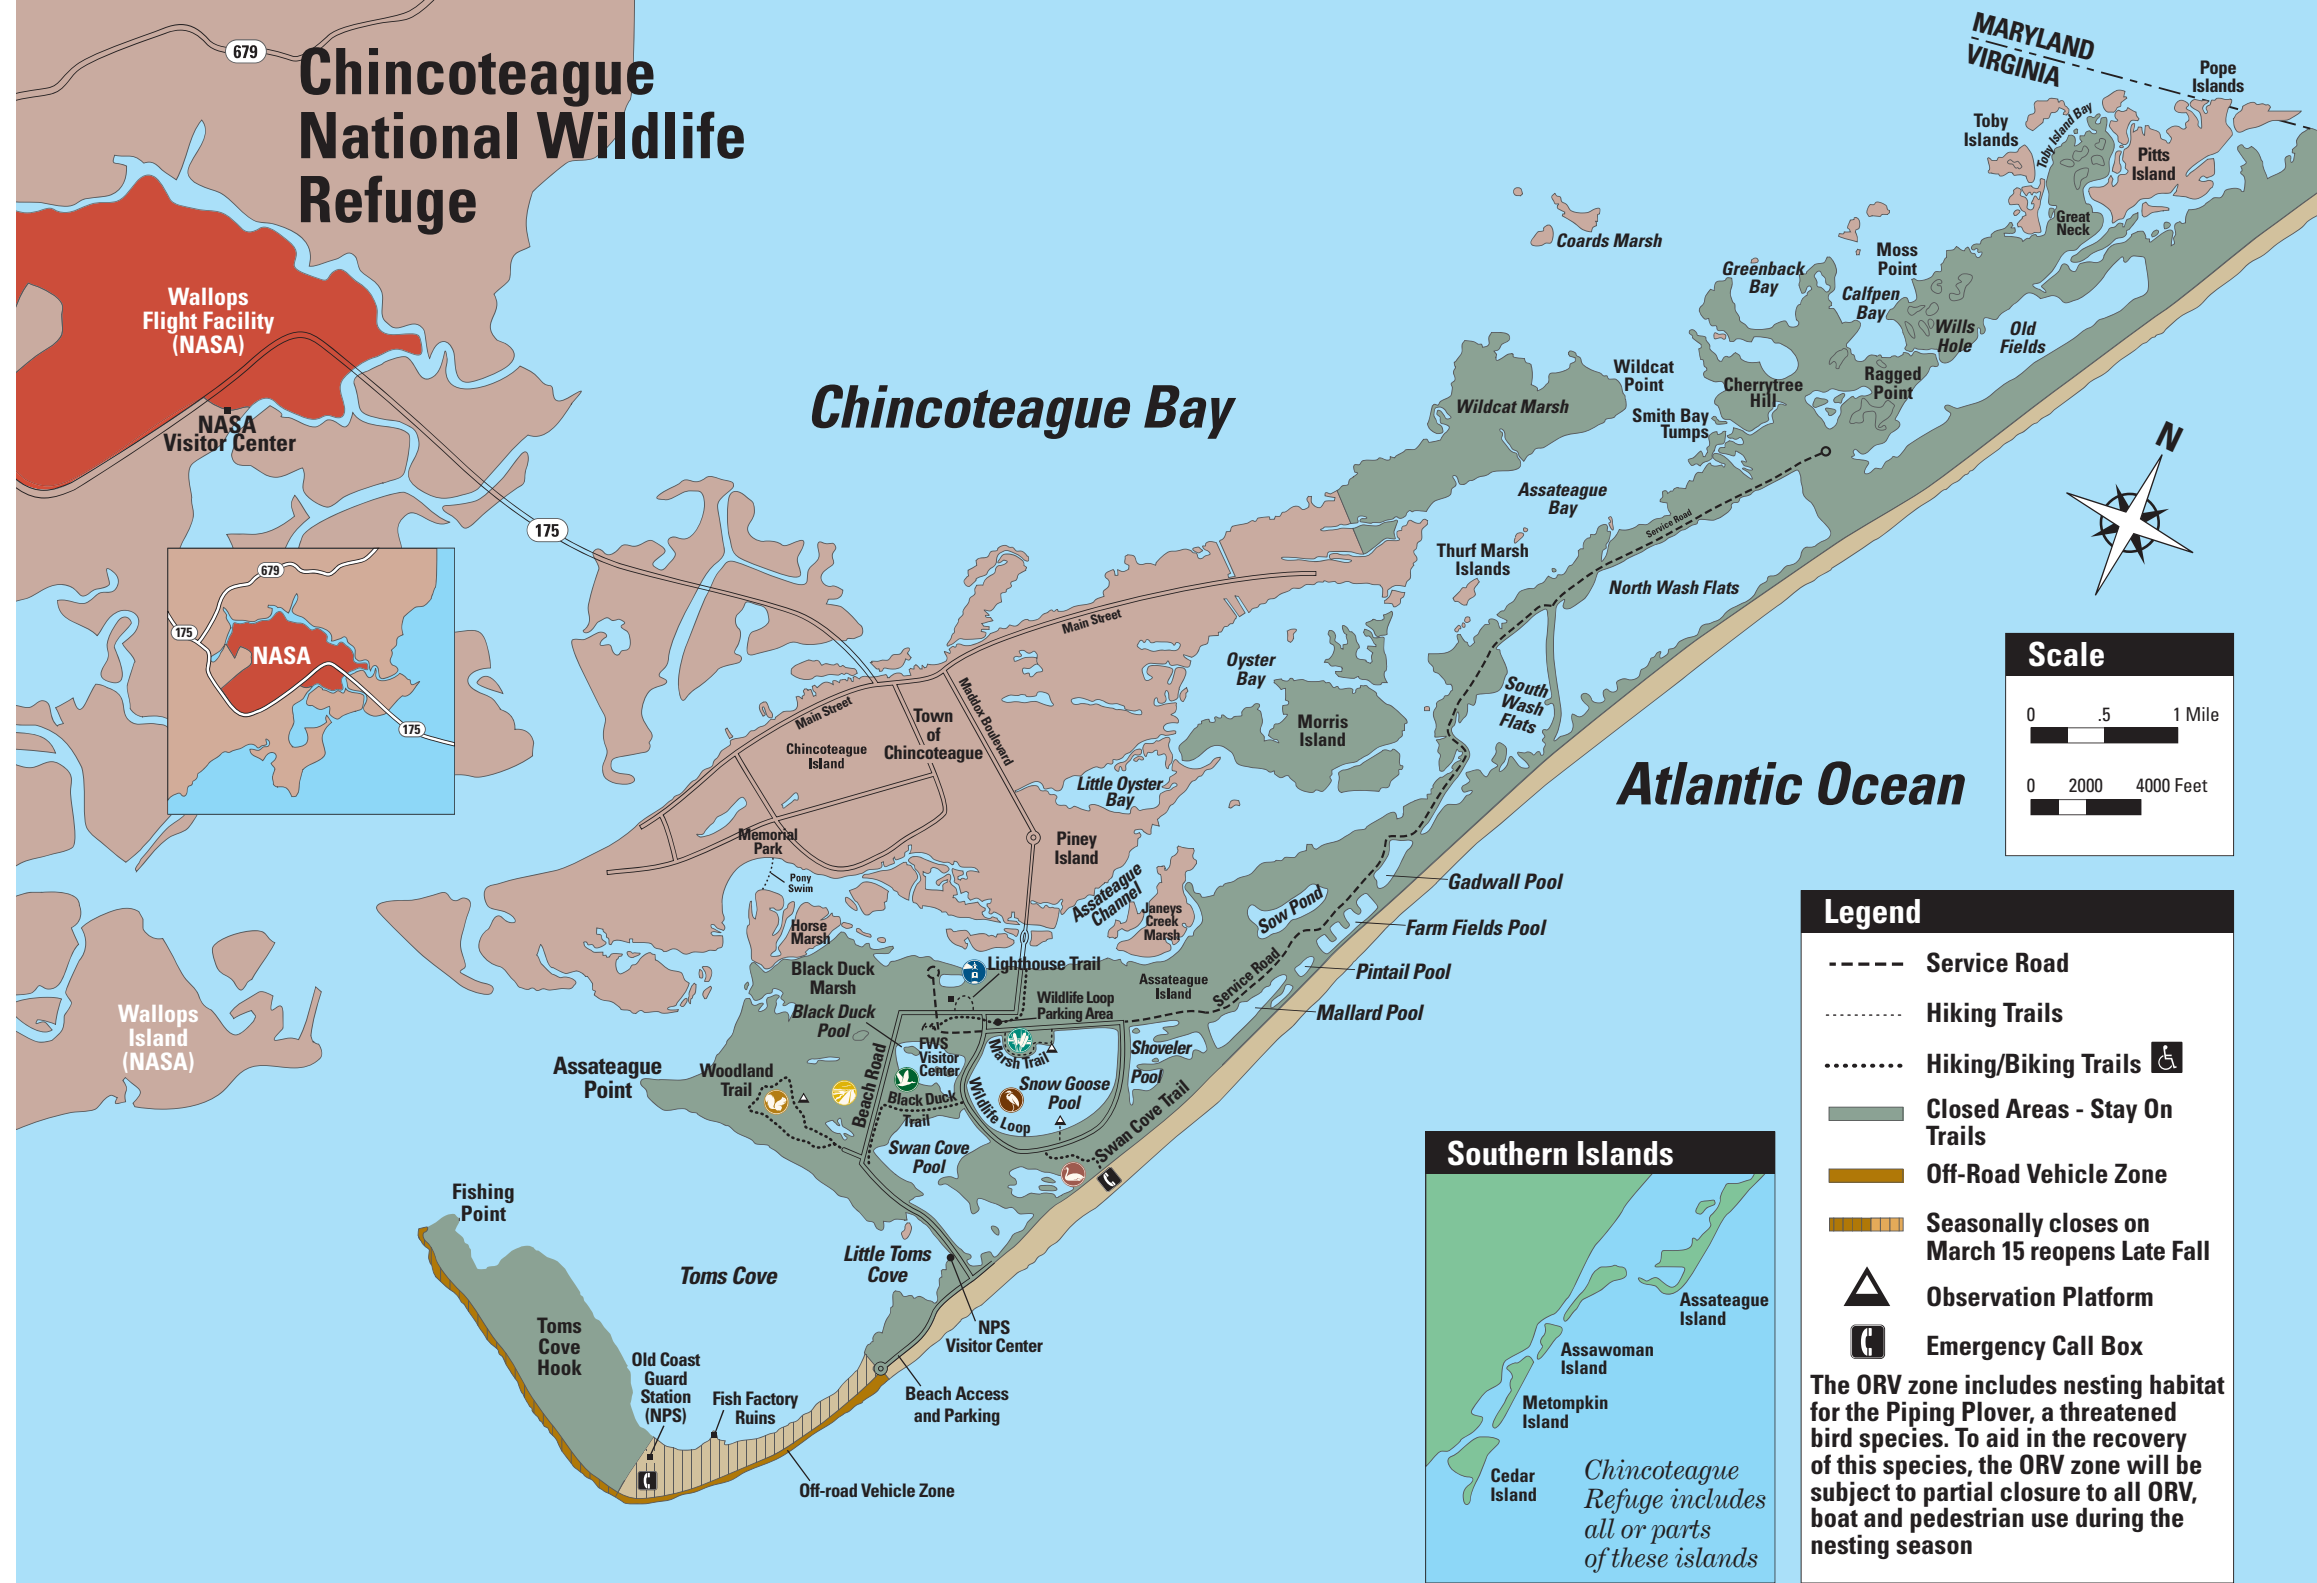 Chincoteague
National Wildlife
Refuge
679
MARYLAND
VIRGINIA
Pope
Islands
Toby
Islands
Toby Island Bay
Pitts
Island
Great
Neck
Coards Marsh
Moss
Point
Greenback
Bay
Calfpen
Bay
Wills
Hole
Old
Fields
Wallops
Flight Facility
(NASA)
NASA
Visitor Center
Chincoteague Bay
Wildcat
Point
Wildcat Marsh
Cherrytree
Hill
Ragged
Point
Smith Bay
Tumps
N
175
Assateague
Bay
Service Road
Thurf Marsh
Islands
North Wash Flats
679
175
NASA
175
Main Street
Oyster
Bay
South
Wash
Flats
Morris
Island
Main Street
Maddox Boulevard
Town
of
Chincoteague
Chincoteague
Island
Little Oyster
Bay
Atlantic Ocean
Scale
0 .5 1 Mile
0 2000 4000 Feet
Memorial
Park
Pony
Swim
Piney
Island
Assateague
Channel
Janeys
Creek
Marsh
Horse
Marsh
Sow Pond
Gadwall Pool
Farm Fields Pool
Pintail Pool
Mallard Pool
Black Duck
Marsh
Lighthouse Trail
Assateague
Island
Service Road
Wildlife Loop
Parking Area
Black Duck
Pool
Wallops
Island
(NASA)
FWS
Visitor
Center
Marsh Trail
Shoveler
Pool
Assateague
Point
Woodland
Trail
Beach Road
Snow Goose
Pool
Black Duck
Trail
Wildlife Loop
Swan Cove Trail
Swan Cove
Pool
Fishing
Point
Toms Cove
Little Toms
Cove
Toms
Cove
Hook
NPS
Visitor Center
Old Coast
Guard
Station
(NPS)
Fish Factory
Ruins
Beach Access
and Parking
Off-road Vehicle Zone
Southern Islands
Assateague
Island
Assawoman
Island
Metompkin
Island
Cedar
Island
Chincoteague
Refuge includes
all or parts
of these islands
Legend
Service Road
Hiking Trails
Hiking/Biking Trails
Closed Areas - Stay On
Trails
Off-Road Vehicle Zone
Seasonally closes on
March 15 reopens Late Fall
Observation Platform
Emergency Call Box
The ORV zone includes nesting habitat
for the Piping Plover, a threatened
bird species. To aid in the recovery
of this species, the ORV zone will be
subject to partial closure to all ORV,
boat and pedestrian use during the
nesting season